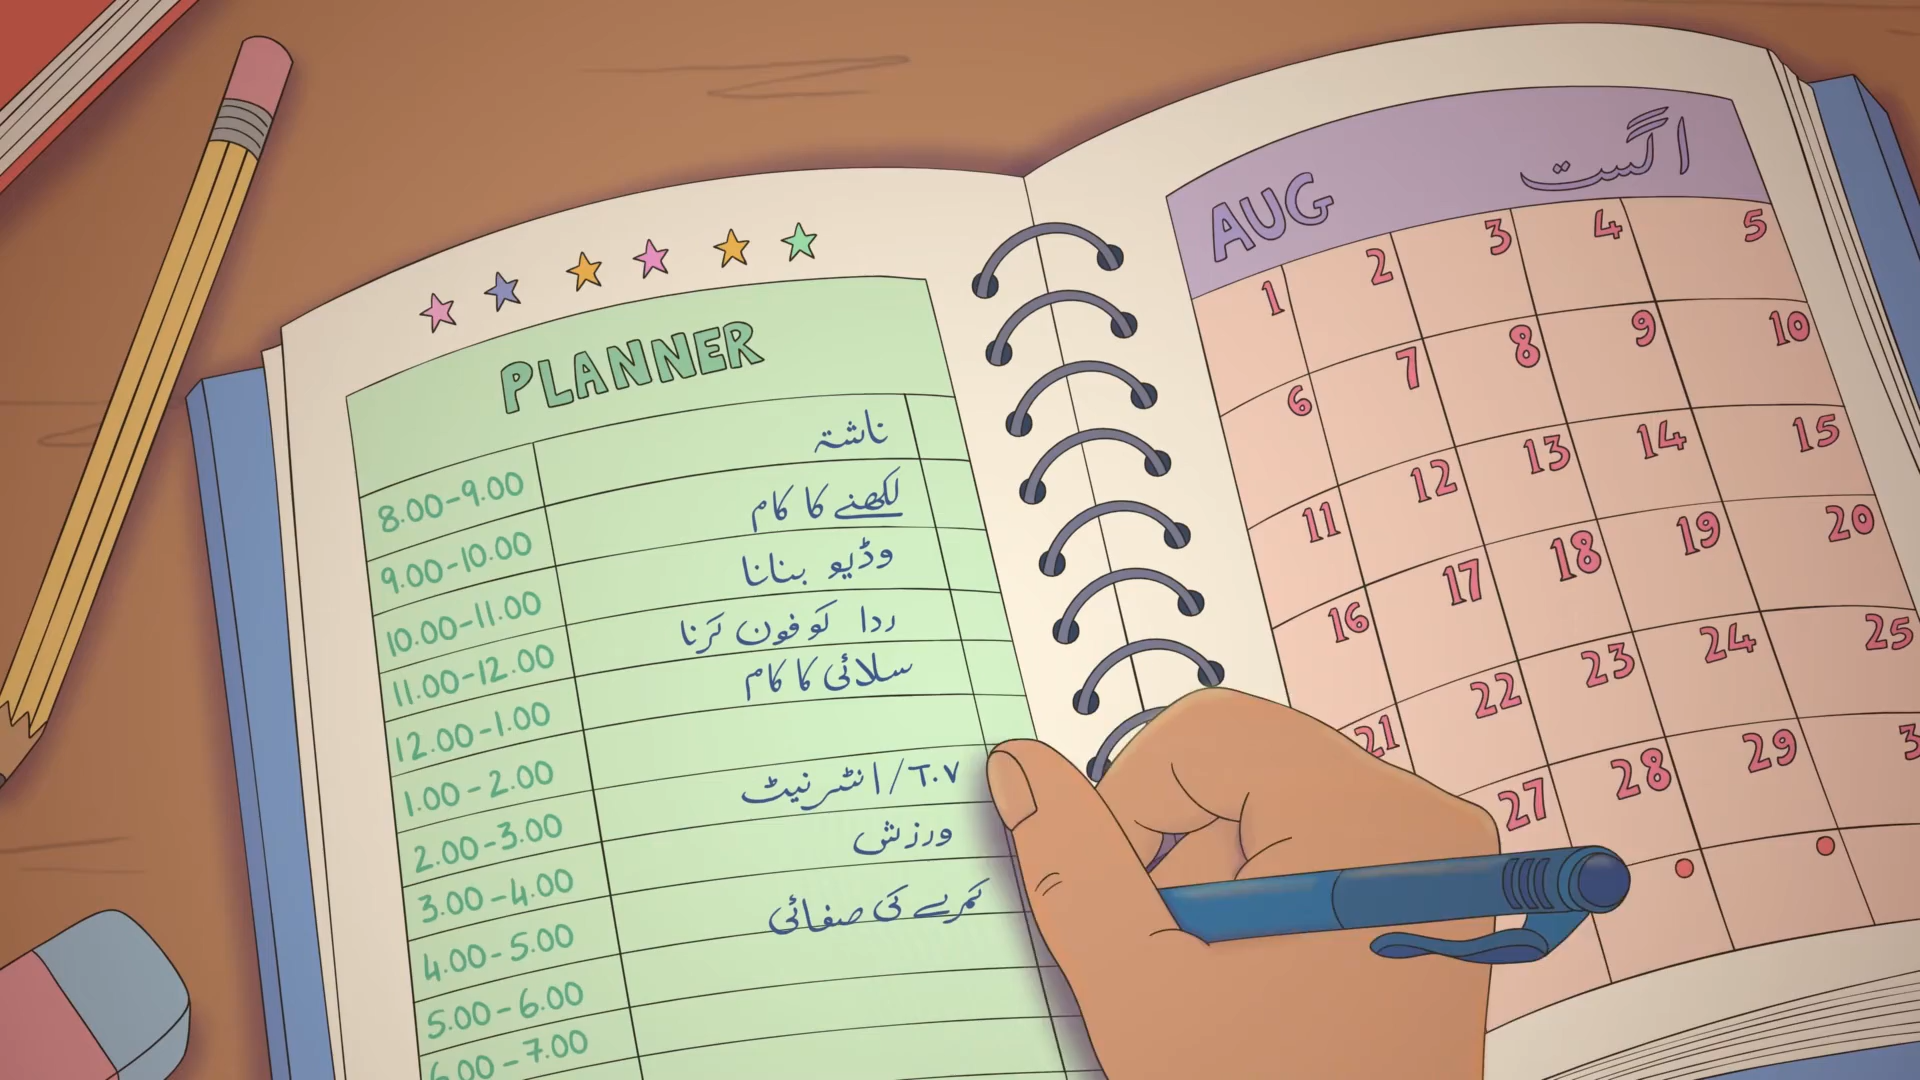 PLANNER
8.00-9.00 ناشتہ
9.00-10.00 لکھنے کا کام
10.00-11.00 وڈیو بنانا
11.00-12.00 ردا کو فون کرنا
12.00-1.00 سلائی کا کام
1.00-2.00
2.00-3.00 T.V/انٹرنیٹ
3.00-4.00 ورزش
4.00-5.00 کمرے کی صفائی
5.00-6.00
6.00-7.00
AUG اگست
1 2 3 4 5
6 7 8 9 10
11 12 13 14 15
16 17 18 19 20
21 22 23 24 25
27 28 29